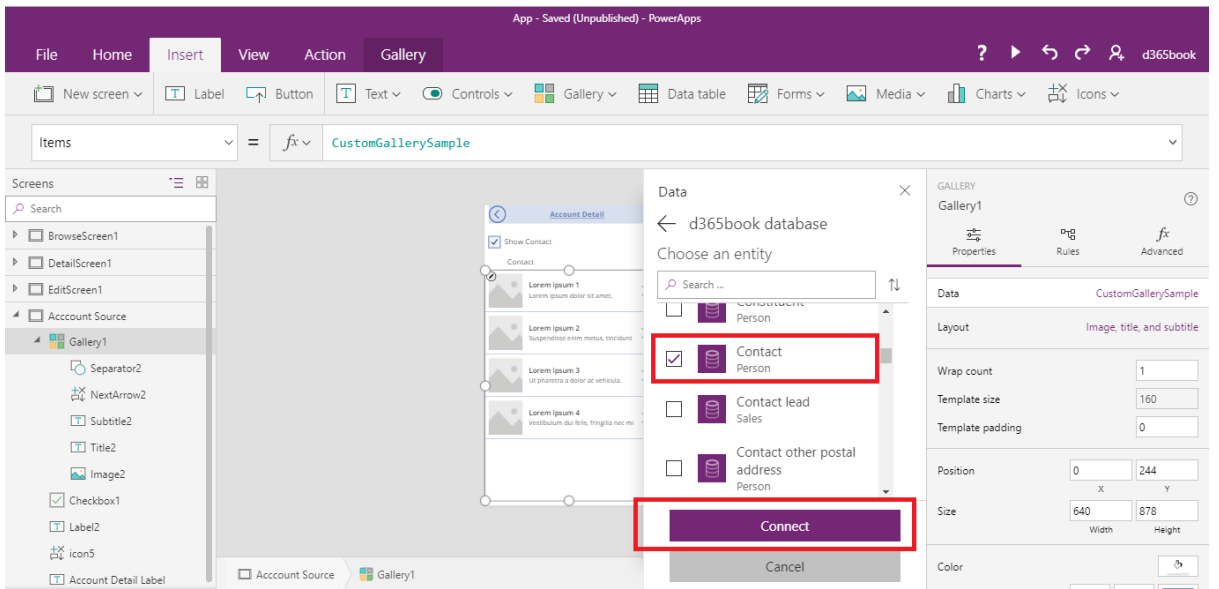 App - Saved (Unpublished) - PowerApps
File Home Insert View Action Gallery
? d365book
New screen Label Button Text Controls Gallery Data table Forms Media Charts Icons
Items = fx CustomGallerySample
Screens
Search
BrowseScreen1
DetailScreen1
EditScreen1
Acccount Source
Gallery1
Separator2
NextArrow2
Subtitle2
Title2
Image2
Checkbox1
Label2
icon5
Account Detail Label
Account Detail
Show Contact
Contact
Lorem ipsum 1
Lorem ipsum dolor sit amet,
Lorem ipsum 2
Suspendisse enim metus, tincidunt
Lorem ipsum 3
Ut pharetra a dolor ac vehicula.
Lorem ipsum 4
Vestibulum dui felis, fringilla nec mi
Acccount Source Gallery1
Data
d365book database
Choose an entity
Search ...
Constituent
Person
Contact
Person
Contact lead
Sales
Contact other postal
address
Person
Connect
Cancel
GALLERY
Gallery1
Properties Rules Advanced
Data CustomGallerySample
Layout Image, title, and subtitle
Wrap count 1
Template size 160
Template padding 0
Position 0 244
X Y
Size 640 878
Width Height
Color